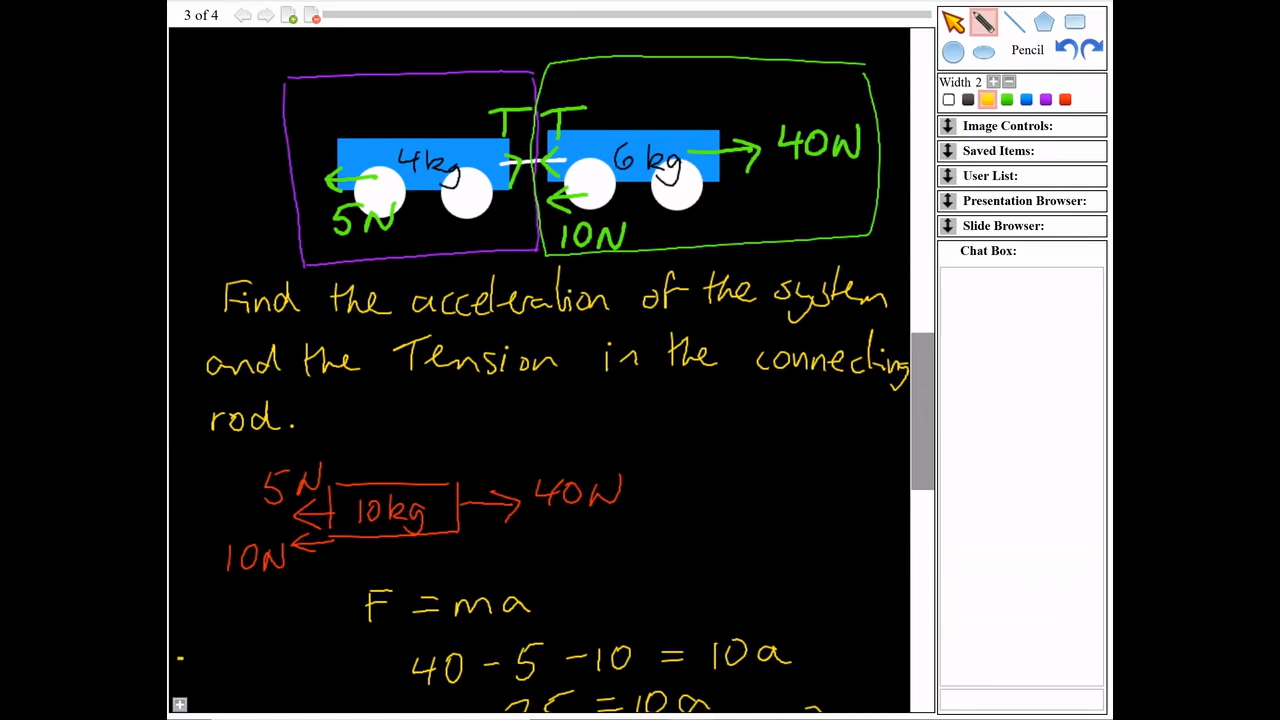 3 of 4
Pencil
Width 2
Image Controls:
Saved Items:
User List:
Presentation Browser:
Slide Browser:
Chat Box:
T T
4kg 6 kg 40N
5N 10N
Find the acceleration of the system
and the Tension in the connecting
rod.
5N 10kg 40N
10N
F = ma
40 - 5 - 10 = 10a
= 10a